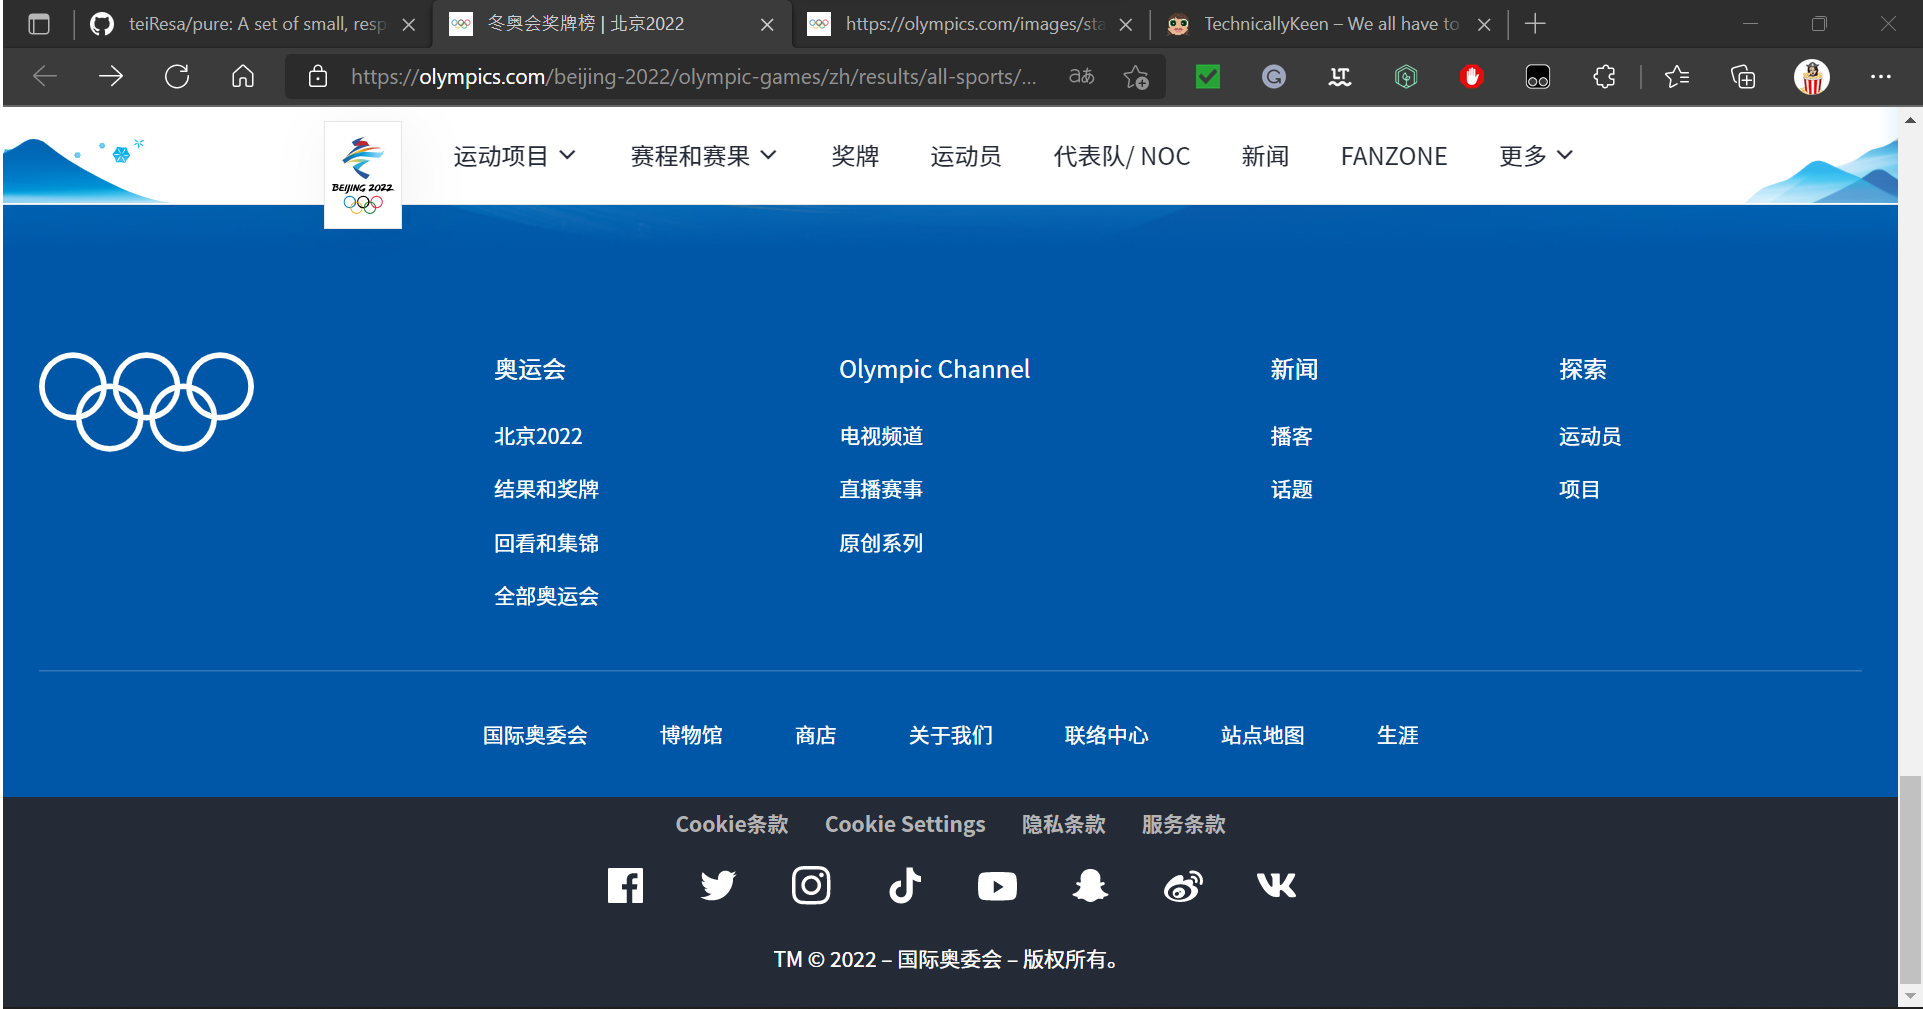 teiResa/pure: A set of small, resp
冬奥会奖牌榜 | 北京2022
https://olympics.com/images/sta
TechnicallyKeen – We all have to
https://olympics.com/beijing-2022/olympic-games/zh/results/all-sports/...
aあ
LT
BEIJING 2022
运动项目
赛程和赛果
奖牌
运动员
代表队/ NOC
新闻
FANZONE
更多
奥运会
北京2022
结果和奖牌
回看和集锦
全部奥运会
Olympic Channel
电视频道
直播赛事
原创系列
新闻
播客
话题
探索
运动员
项目
国际奥委会 博物馆 商店 关于我们 联络中心 站点地图 生涯
Cookie条款 Cookie Settings 隐私条款 服务条款
TM © 2022 – 国际奥委会 – 版权所有。